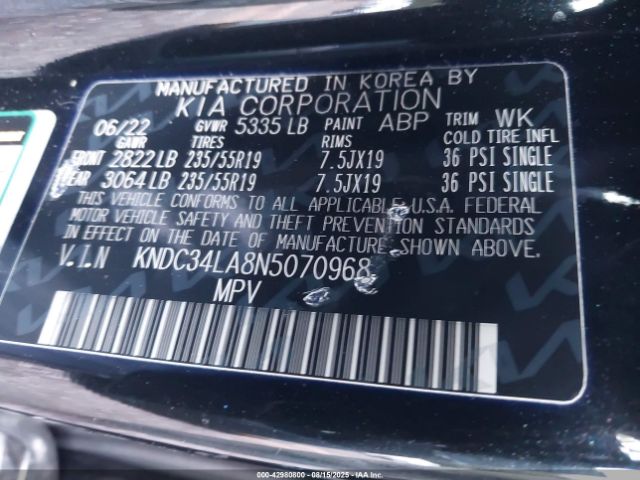 MANUFACTURED IN KOREA BY
KIA CORPORATION
06/22 GVWR 5335 LB PAINT ABP TRIM WK
GAWR TIRES RIMS COLD TIRE INFL
FRONT 2822 LB 235/55R19 7.5JX19 36 PSI SINGLE
REAR 3064 LB 235/55R19 7.5JX19 36 PSI SINGLE
THIS VEHICLE CONFORMS TO ALL APPLICABLE U.S.A. FEDERAL
MOTOR VEHICLE SAFETY AND THEFT PREVENTION STANDARDS
IN EFFECT ON THE DATE OF MANUFACTURE SHOWN ABOVE.
V.I.N KNDC34LA8N5070968
MPV
000-42980800 - 08/15/2025 - IAAI.COM